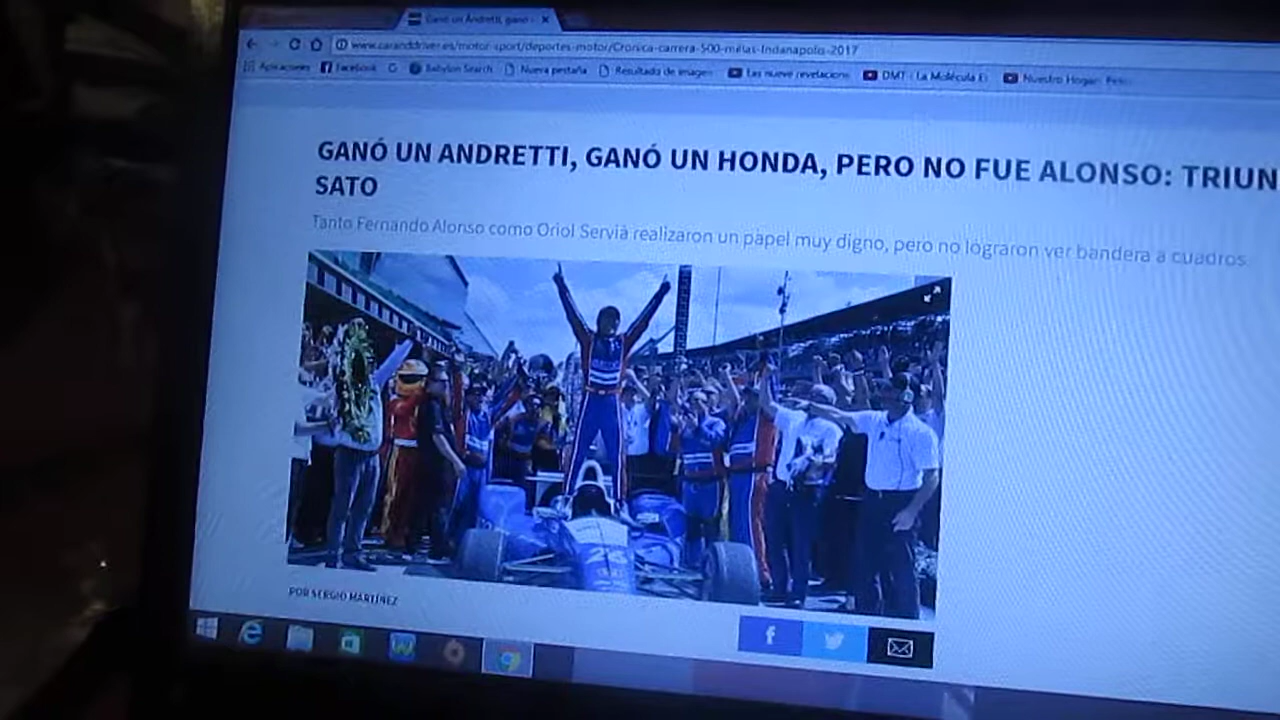 Ganó un Andretti, ganó
www.caranddriver.es/motor-sport/deportes-motor/Cronica-carrera-500-millas-Indianapolis-2017
Aplicaciones Facebook G Babylon Search Nueva pestaña Resultado de imagen Las nueve revelacione DMT - La Molécula Nuestro Hogar
GANÓ UN ANDRETTI, GANÓ UN HONDA, PERO NO FUE ALONSO: TRIUN
SATO
Tanto Fernando Alonso como Oriol Servià realizaron un papel muy digno, pero no lograron ver bandera a cuadros
POR SERGIO MARTÍNEZ